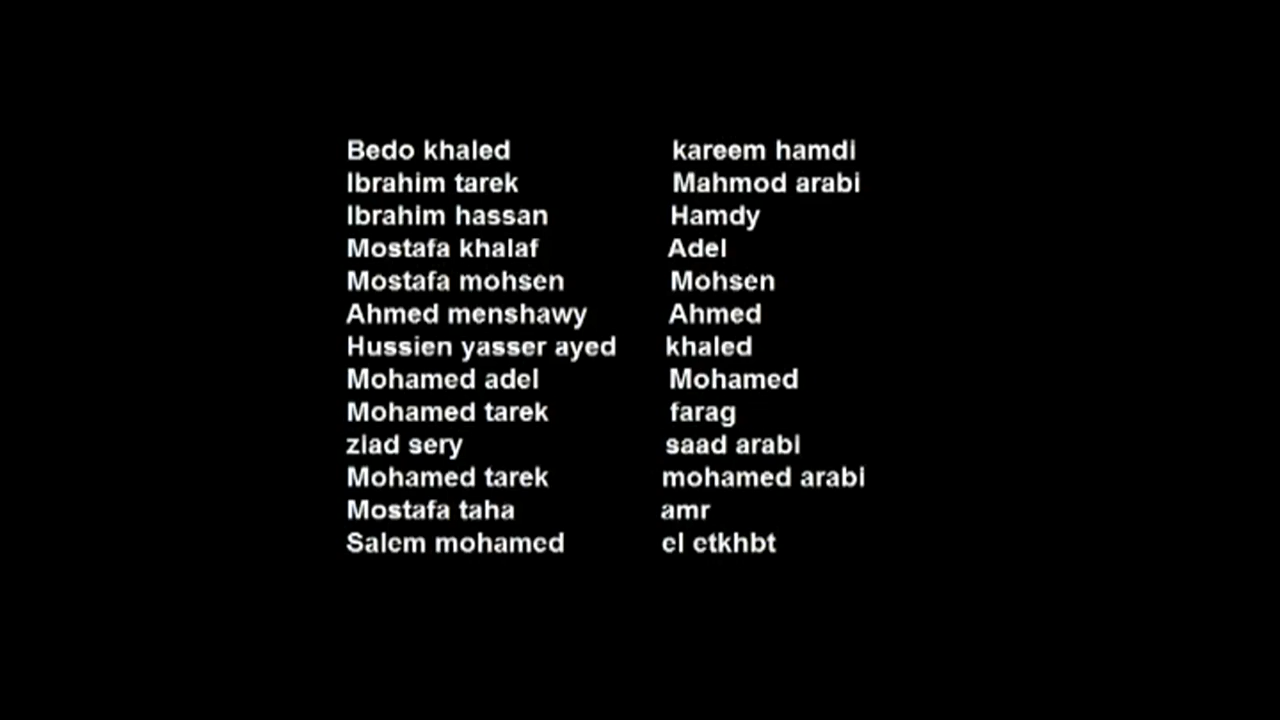 Bedo khaled kareem hamdi
Ibrahim tarek Mahmod arabi
Ibrahim hassan Hamdy
Mostafa khalaf Adel
Mostafa mohsen Mohsen
Ahmed menshawy Ahmed
Hussien yasser ayed khaled
Mohamed adel Mohamed
Mohamed tarek farag
ziad sery saad arabi
Mohamed tarek mohamed arabi
Mostafa taha amr
Salem mohamed el etkhbt